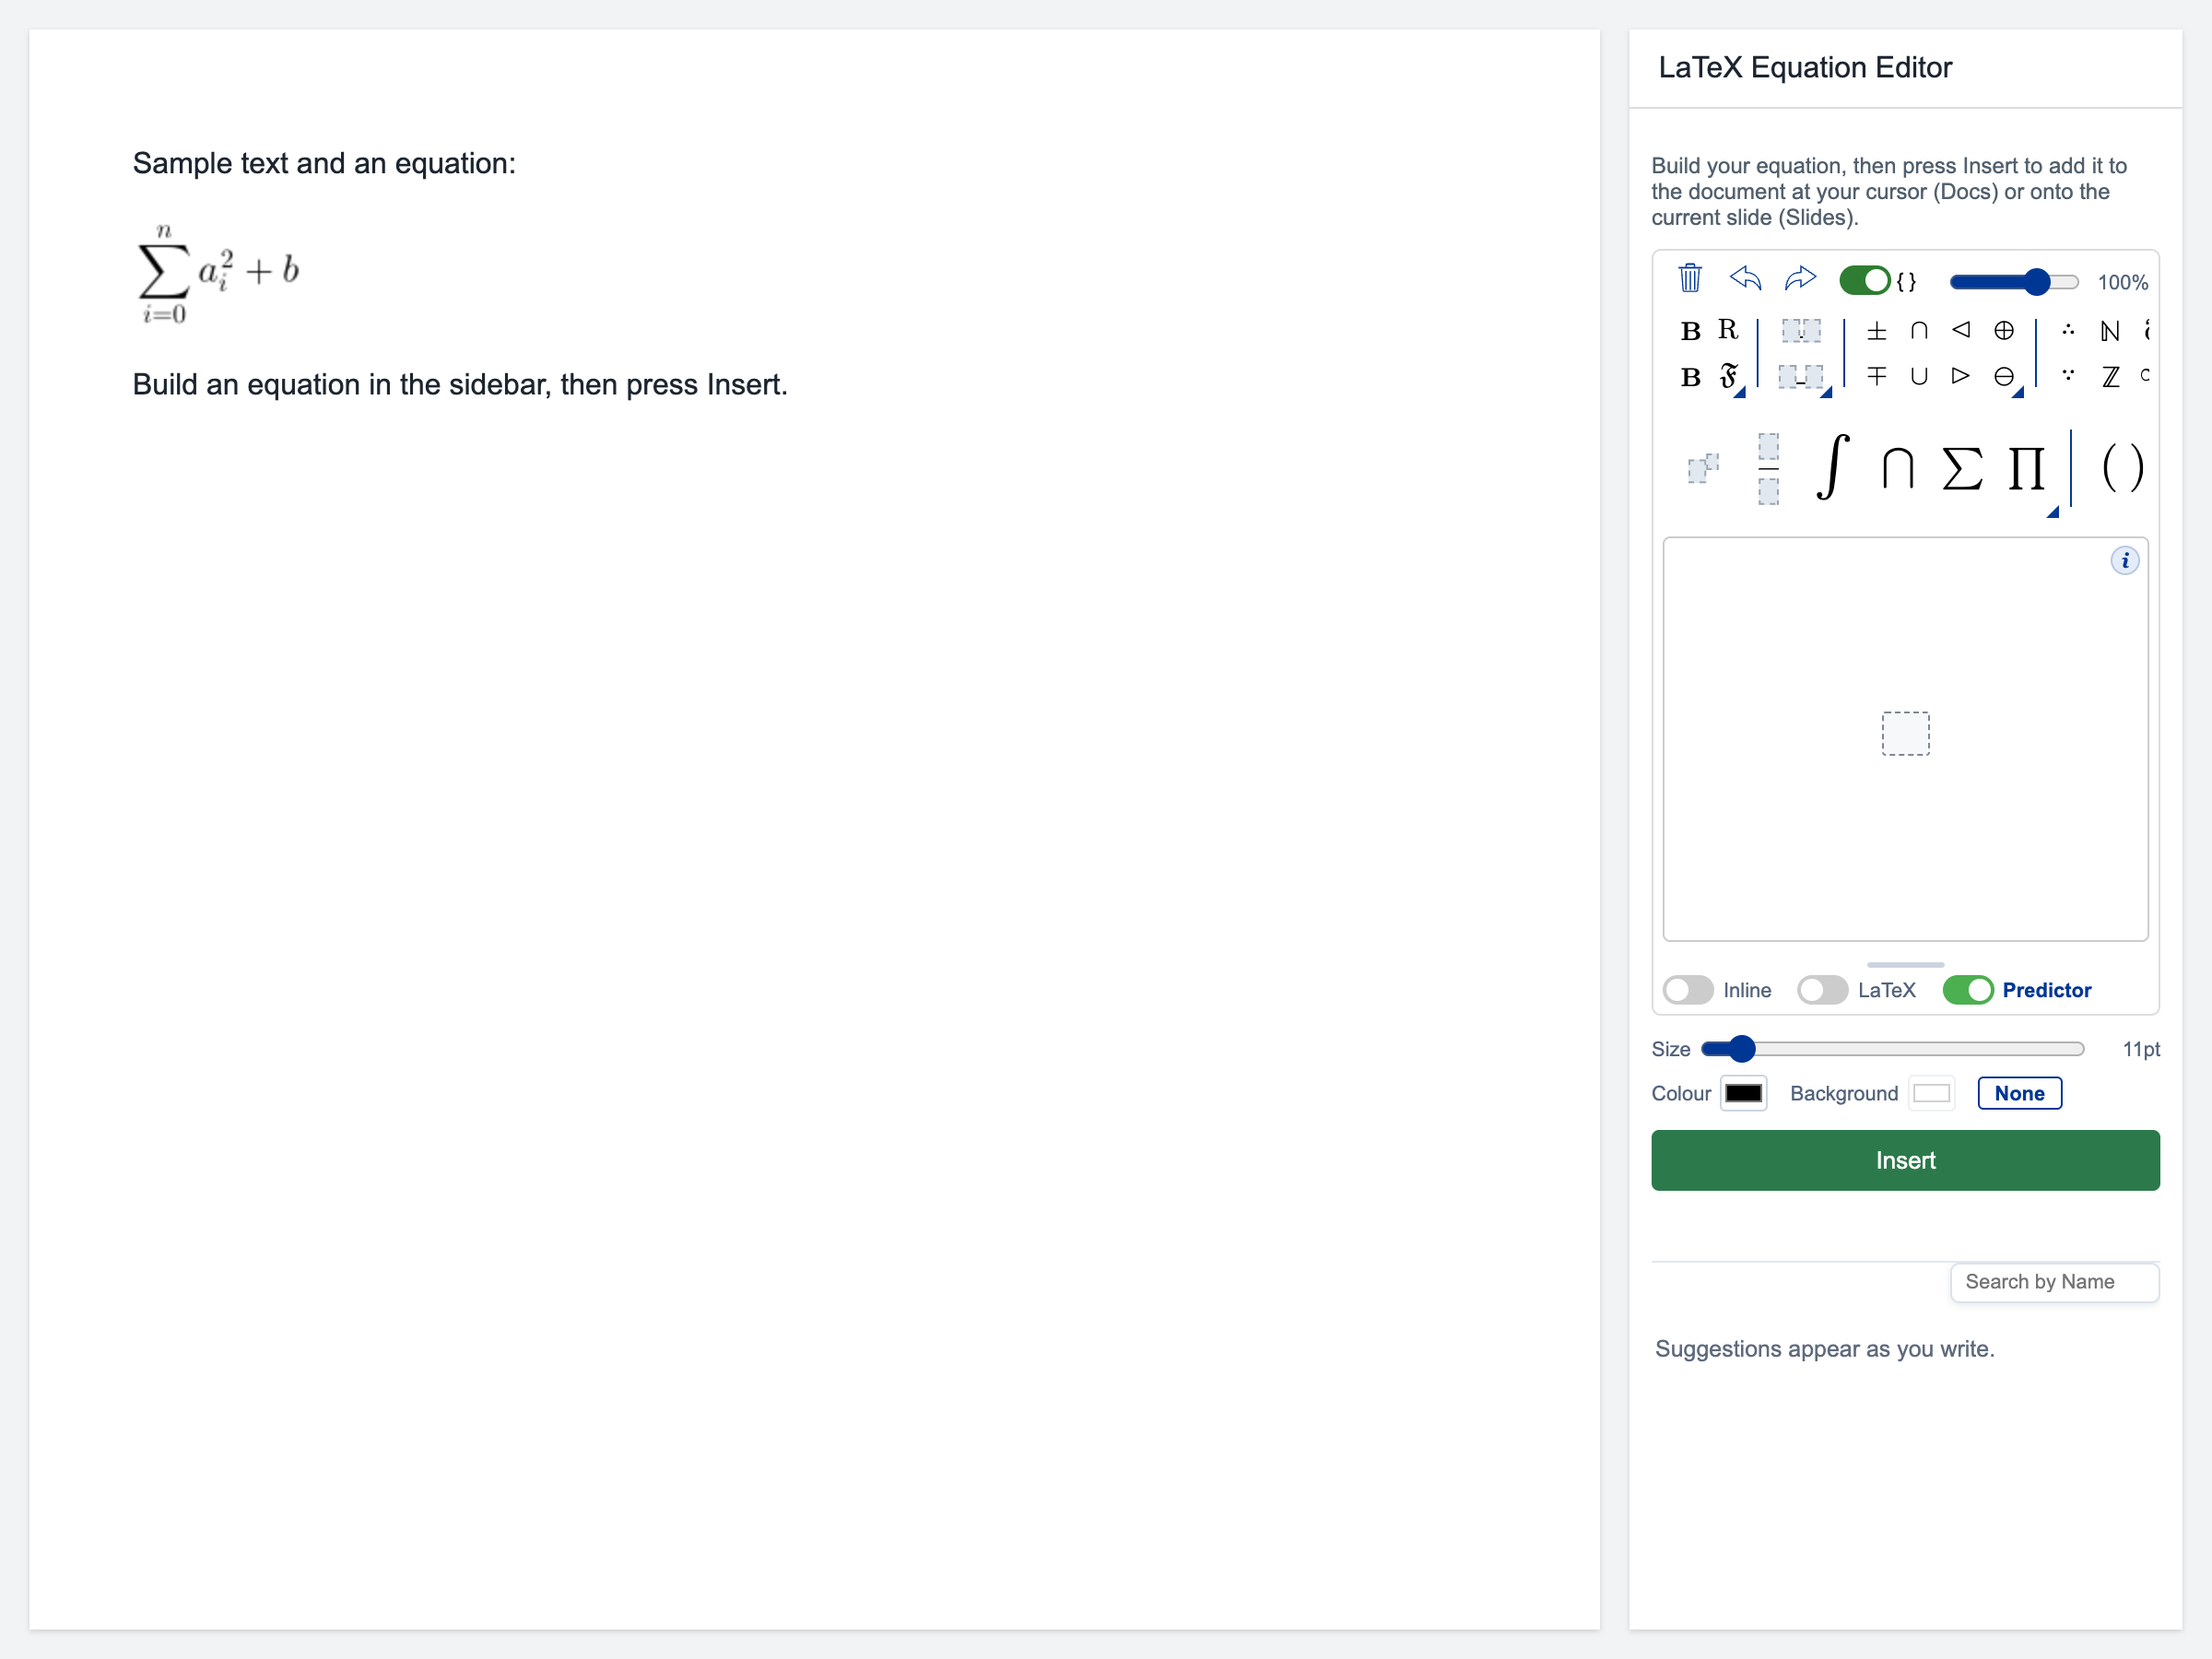 Sample text and an equation:
n
∑ a_i^2 + b
i=0
Build an equation in the sidebar, then press Insert.
LaTeX Equation Editor
Build your equation, then press Insert to add it to
the document at your cursor (Docs) or onto the
current slide (Slides).
{} 100%
B R ± ∩ ⊲ ⊕ ∴ ℕ
B 𝔉 ∓ ∪ ⊳ ⊖ ∵ ℤ
∫ ∩ ∑ ∏ ( )
i
Inline LaTeX Predictor
Size 11pt
Colour Background None
Insert
Search by Name
Suggestions appear as you write.